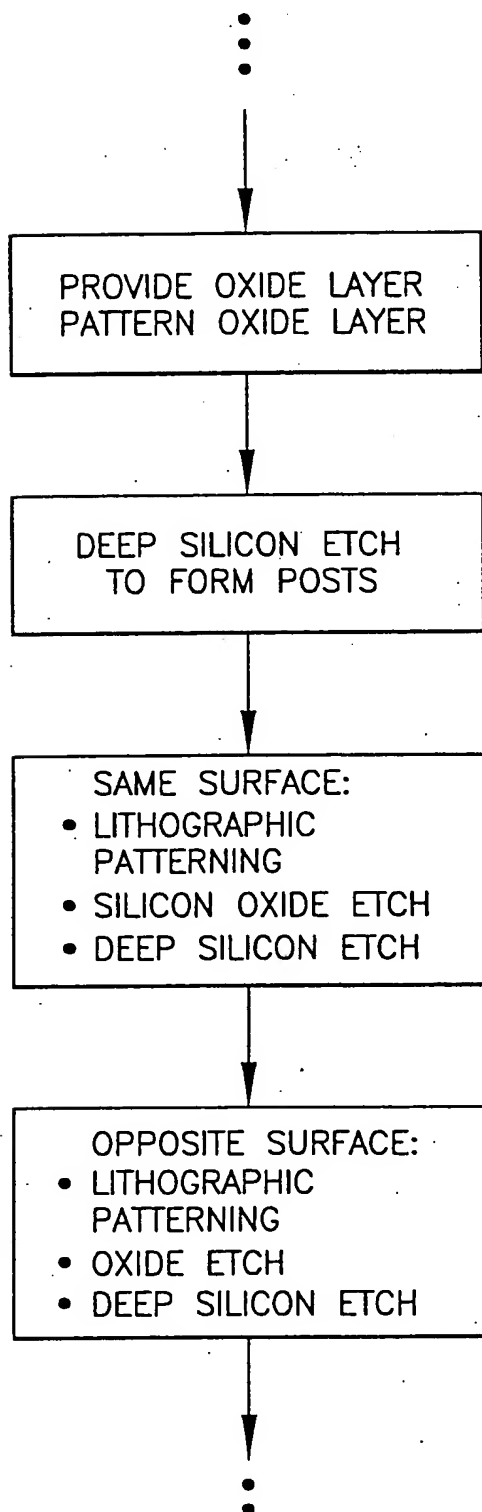 PROVIDE OXIDE LAYER
PATTERN OXIDE LAYER
DEEP SILICON ETCH
TO FORM POSTS
SAME SURFACE:
• LITHOGRAPHIC
PATTERNING
• SILICON OXIDE ETCH
• DEEP SILICON ETCH
OPPOSITE SURFACE:
• LITHOGRAPHIC
PATTERNING
• OXIDE ETCH
• DEEP SILICON ETCH